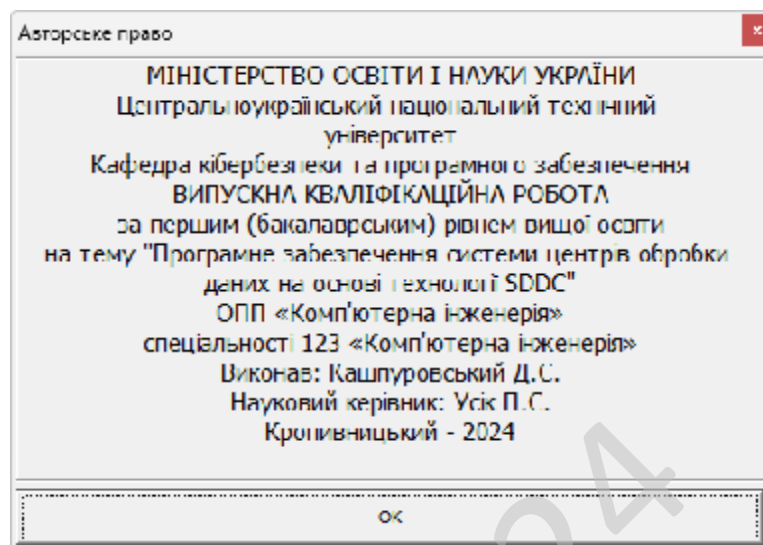 Авторське право
МІНІСТЕРСТВО ОСВІТИ І НАУКИ УКРАЇНИ
Центральноукраїнський національний технічний
університет
Кафедра кібербезпеки та програмного забезпечення
ВИПУСКНА КВАЛІФІКАЦІЙНА РОБОТА
за першим (бакалаврським) рівнем вищої освіти
на тему "Програмне забезпечення системи центрів обробки
даних на основі технології SDDC"
ОПП «Комп'ютерна інженерія»
спеціальності 123 «Комп'ютерна інженерія»
Виконав: Кашпуровський Д.С.
Науковий керівник: Усік П.С.
Кропивницький - 2024
ОК
24